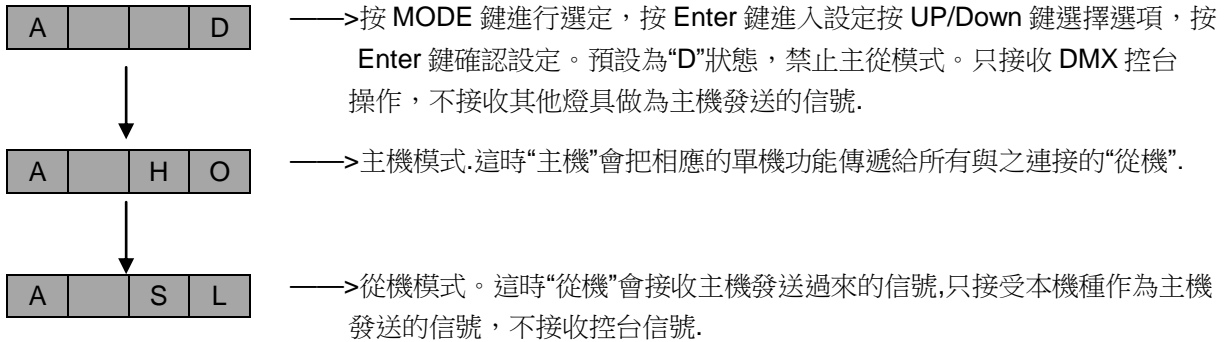 A D ——>按 MODE 鍵進行選定，按 Enter 鍵進入設定按 UP/Down 鍵選擇選項，按
Enter 鍵確認設定。預設為“D”狀態，禁止主從模式。只接收 DMX 控台
操作，不接收其他燈具做為主機發送的信號.
A H O ——>主機模式.這時“主機”會把相應的單機功能傳遞給所有與之連接的“從機”.
A S L ——>從機模式。這時“從機”會接收主機發送過來的信號,只接受本機種作為主機
發送的信號，不接收控台信號.